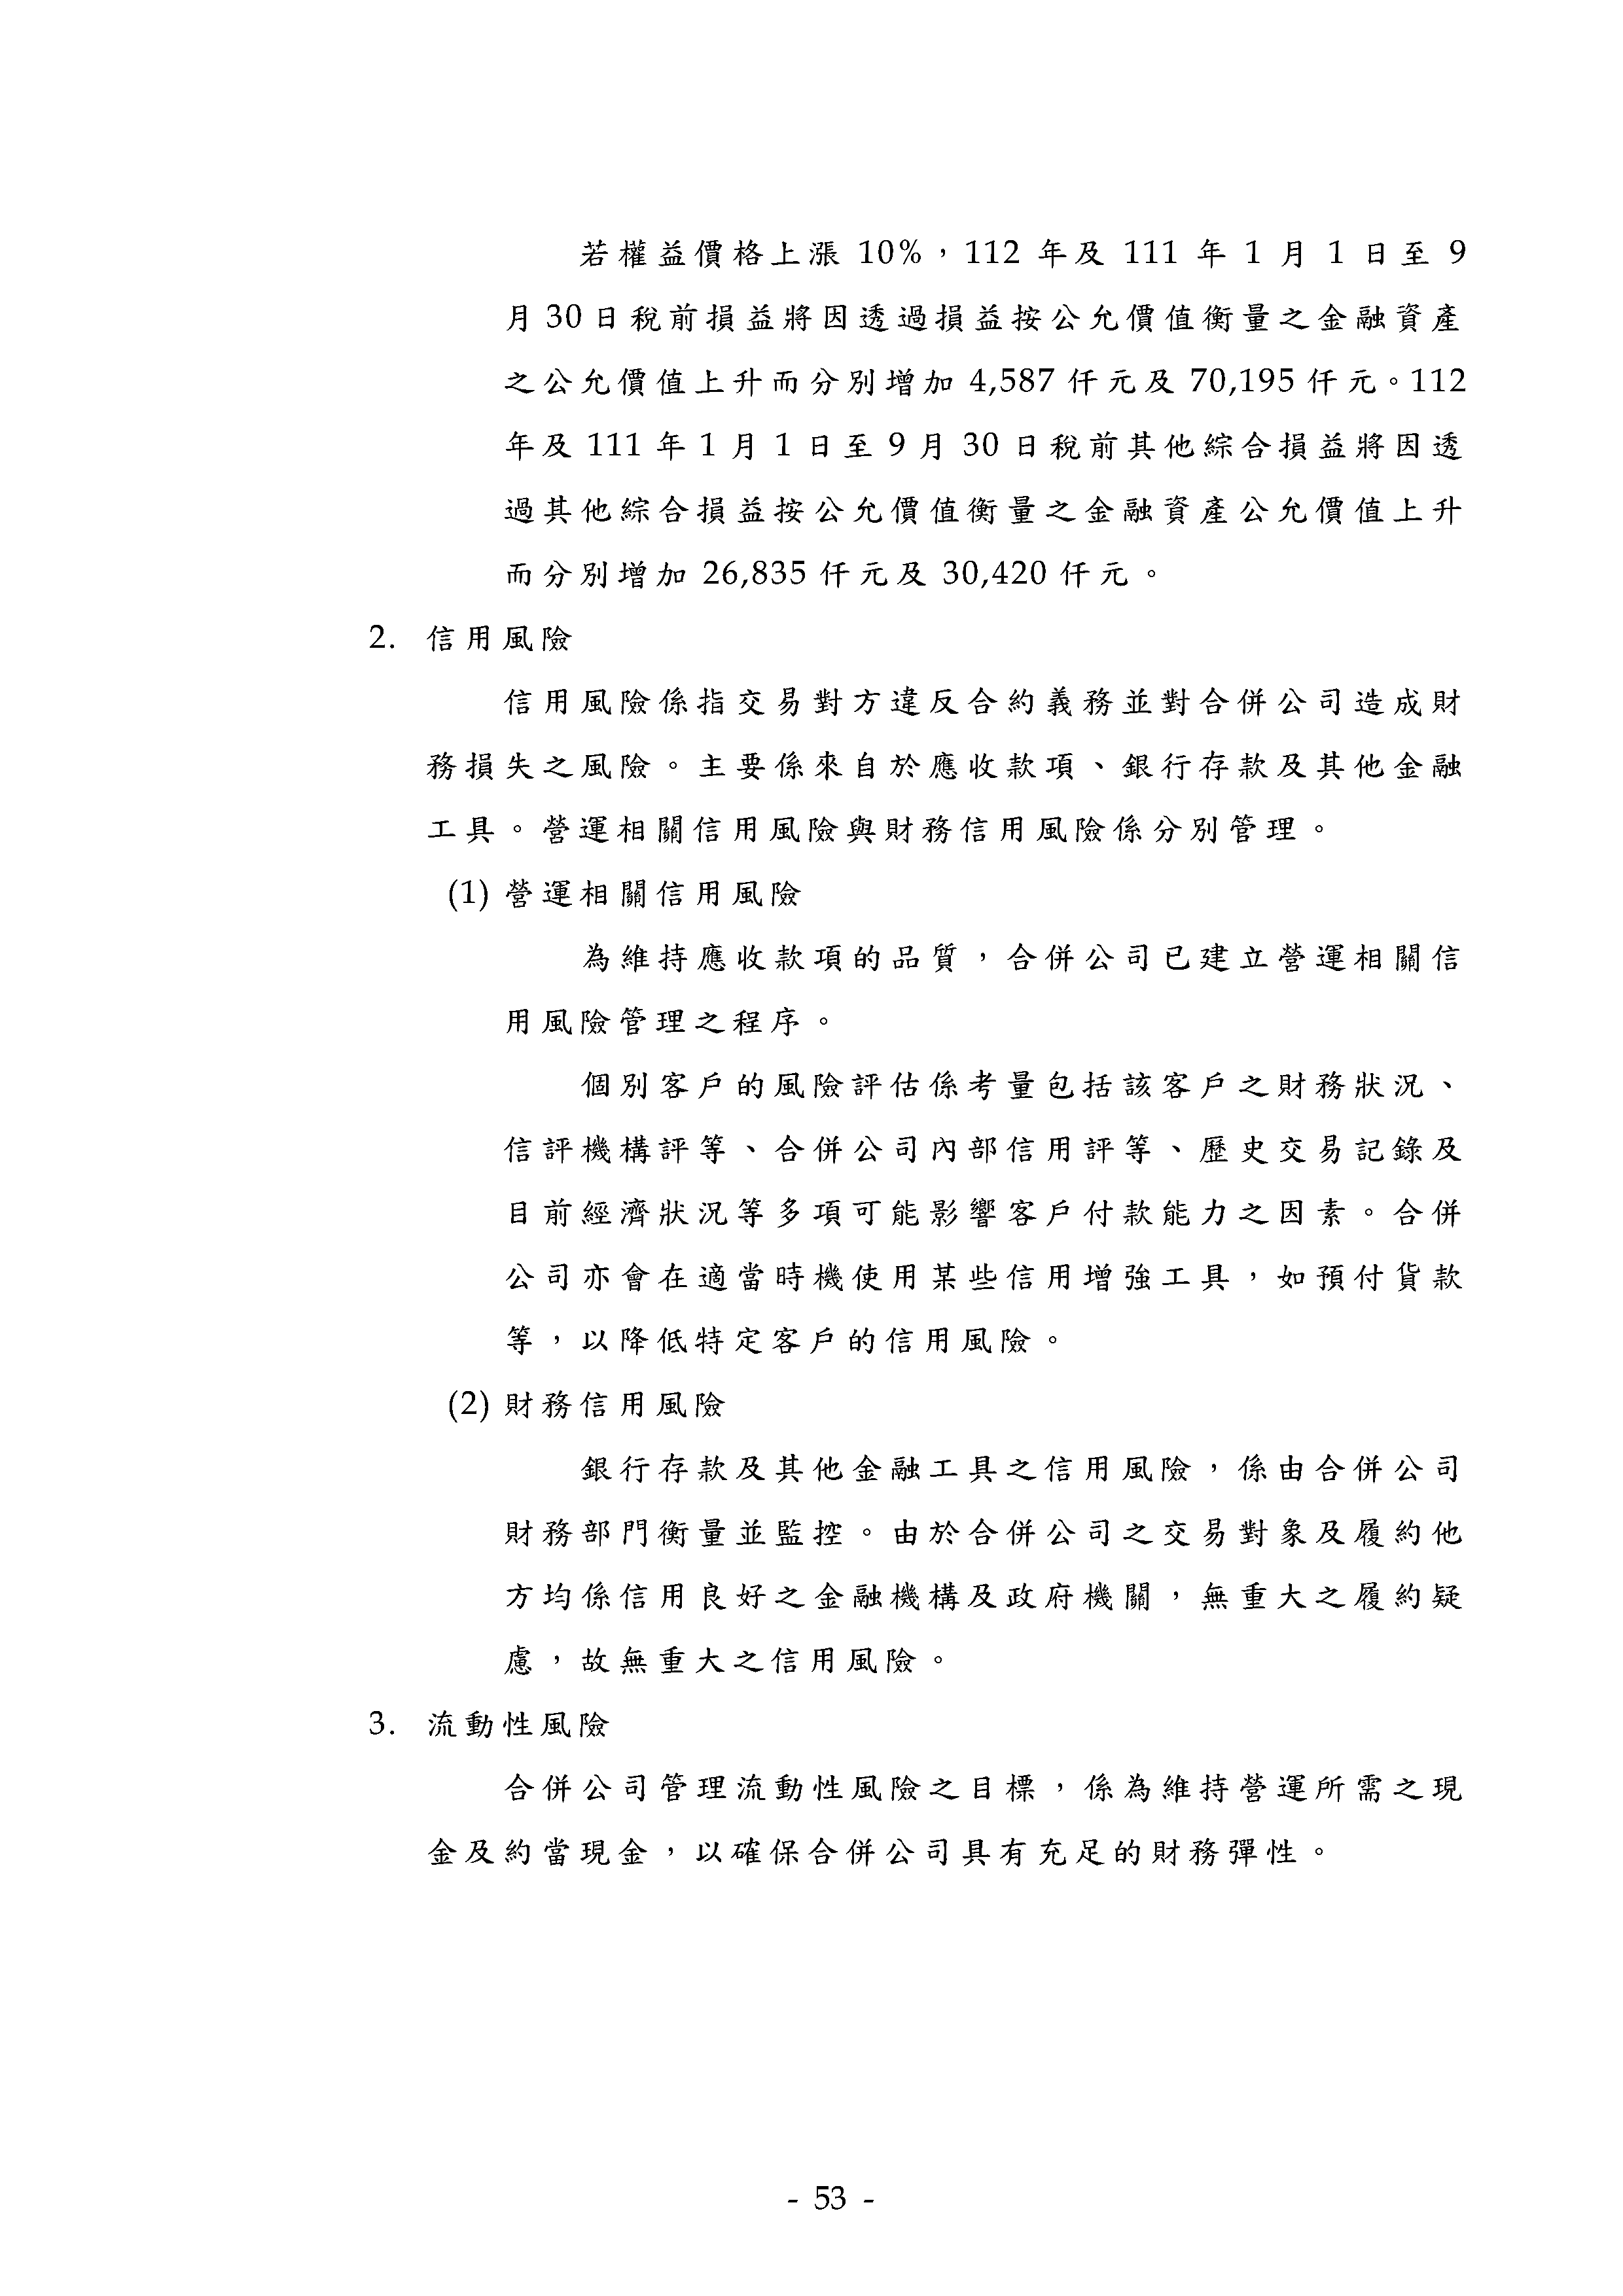 若權益價格上漲 10%，112 年及 111 年 1 月 1 日至 9
月 30 日稅前損益將因透過損益按公允價值衡量之金融資產
之公允價值上升而分別增加 4,587 仟元及 70,195 仟元。112
年及 111 年 1 月 1 日至 9 月 30 日稅前其他綜合損益將因透
過其他綜合損益按公允價值衡量之金融資產公允價值上升
而分別增加 26,835 仟元及 30,420 仟元。
2. 信用風險
信用風險係指交易對方違反合約義務並對合併公司造成財
務損失之風險。主要係來自於應收款項、銀行存款及其他金融
工具。營運相關信用風險與財務信用風險係分別管理。
(1) 營運相關信用風險
為維持應收款項的品質，合併公司已建立營運相關信
用風險管理之程序。
個別客戶的風險評估係考量包括該客戶之財務狀況、
信評機構評等、合併公司內部信用評等、歷史交易記錄及
目前經濟狀況等多項可能影響客戶付款能力之因素。合併
公司亦會在適當時機使用某些信用增強工具，如預付貨款
等，以降低特定客戶的信用風險。
(2) 財務信用風險
銀行存款及其他金融工具之信用風險，係由合併公司
財務部門衡量並監控。由於合併公司之交易對象及履約他
方均係信用良好之金融機構及政府機關，無重大之履約疑
慮，故無重大之信用風險。
3. 流動性風險
合併公司管理流動性風險之目標，係為維持營運所需之現
金及約當現金，以確保合併公司具有充足的財務彈性。
- 53 -